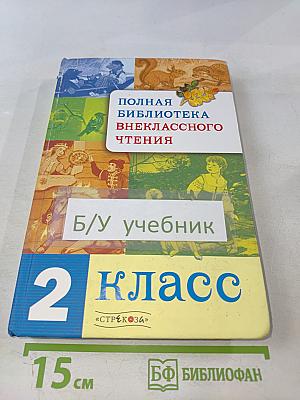 ПОЛНАЯ
БИБЛИОТЕКА
ВНЕКЛАССНОГО
ЧТЕНИЯ
Б/У учебник
2 класс
«СТРЕКОЗА»
15 см
БФ БИБЛИОФАН